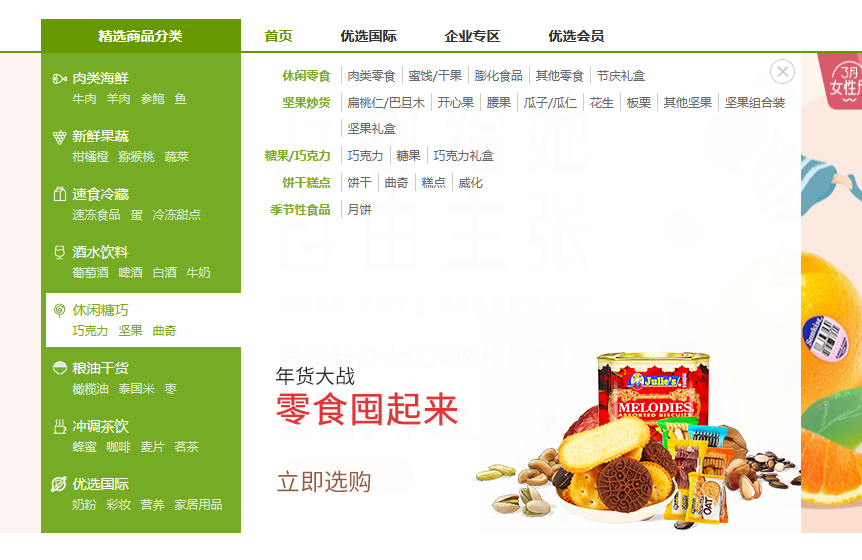 精选商品分类 首页 优选国际 企业专区 优选会员
肉类海鲜
牛肉 羊肉 参鲍 鱼
新鲜果蔬
柑橘橙 猕猴桃 蔬菜
速食冷藏
速冻食品 蛋 冷冻甜点
酒水饮料
葡萄酒 啤酒 白酒 牛奶
休闲糖巧
巧克力 坚果 曲奇
粮油干货
橄榄油 泰国米 枣
冲调茶饮
蜂蜜 咖啡 麦片 茗茶
优选国际
奶粉 彩妆 营养 家居用品
休闲零食 肉类零食 蜜饯/干果 膨化食品 其他零食 节庆礼盒
坚果炒货 扁桃仁/巴旦木 开心果 腰果 瓜子/瓜仁 花生 板栗 其他坚果 坚果组合装
坚果礼盒
糖果/巧克力 巧克力 糖果 巧克力礼盒
饼干糕点 饼干 曲奇 糕点 威化
季节性食品 月饼
年货大战
零食囤起来
立即选购
Julie's
MELODIES
ASSORTED BISCUITS
OAT
3月
女性
Sunkist